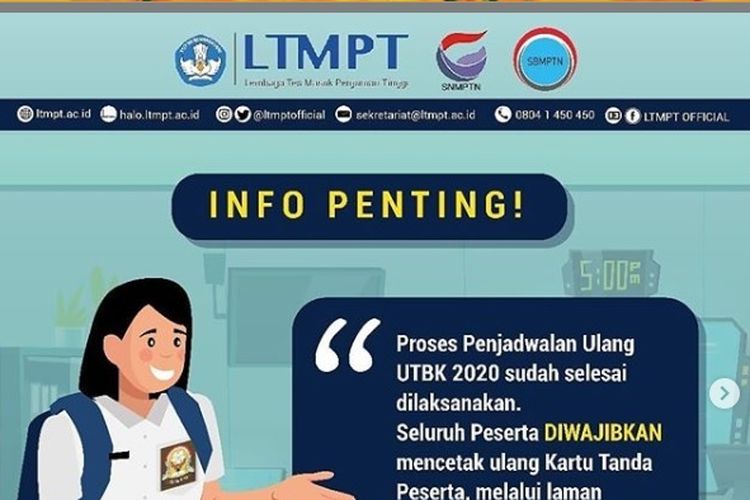 LTMPT
Lembaga Tes Masuk Perguruan Tinggi
SNMPTN
SBMPTN
ltmpt.ac.id
halo.ltmpt.ac.id
@ltmptofficial
sekretariat@ltmpt.ac.id
0804 1 450 450
LTMPT OFFICIAL
INFO PENTING!
5:00 PM
“
Proses Penjadwalan Ulang
UTBK 2020 sudah selesai
dilaksanakan.
Seluruh Peserta DIWAJIBKAN
mencetak ulang Kartu Tanda
Peserta, melalui laman